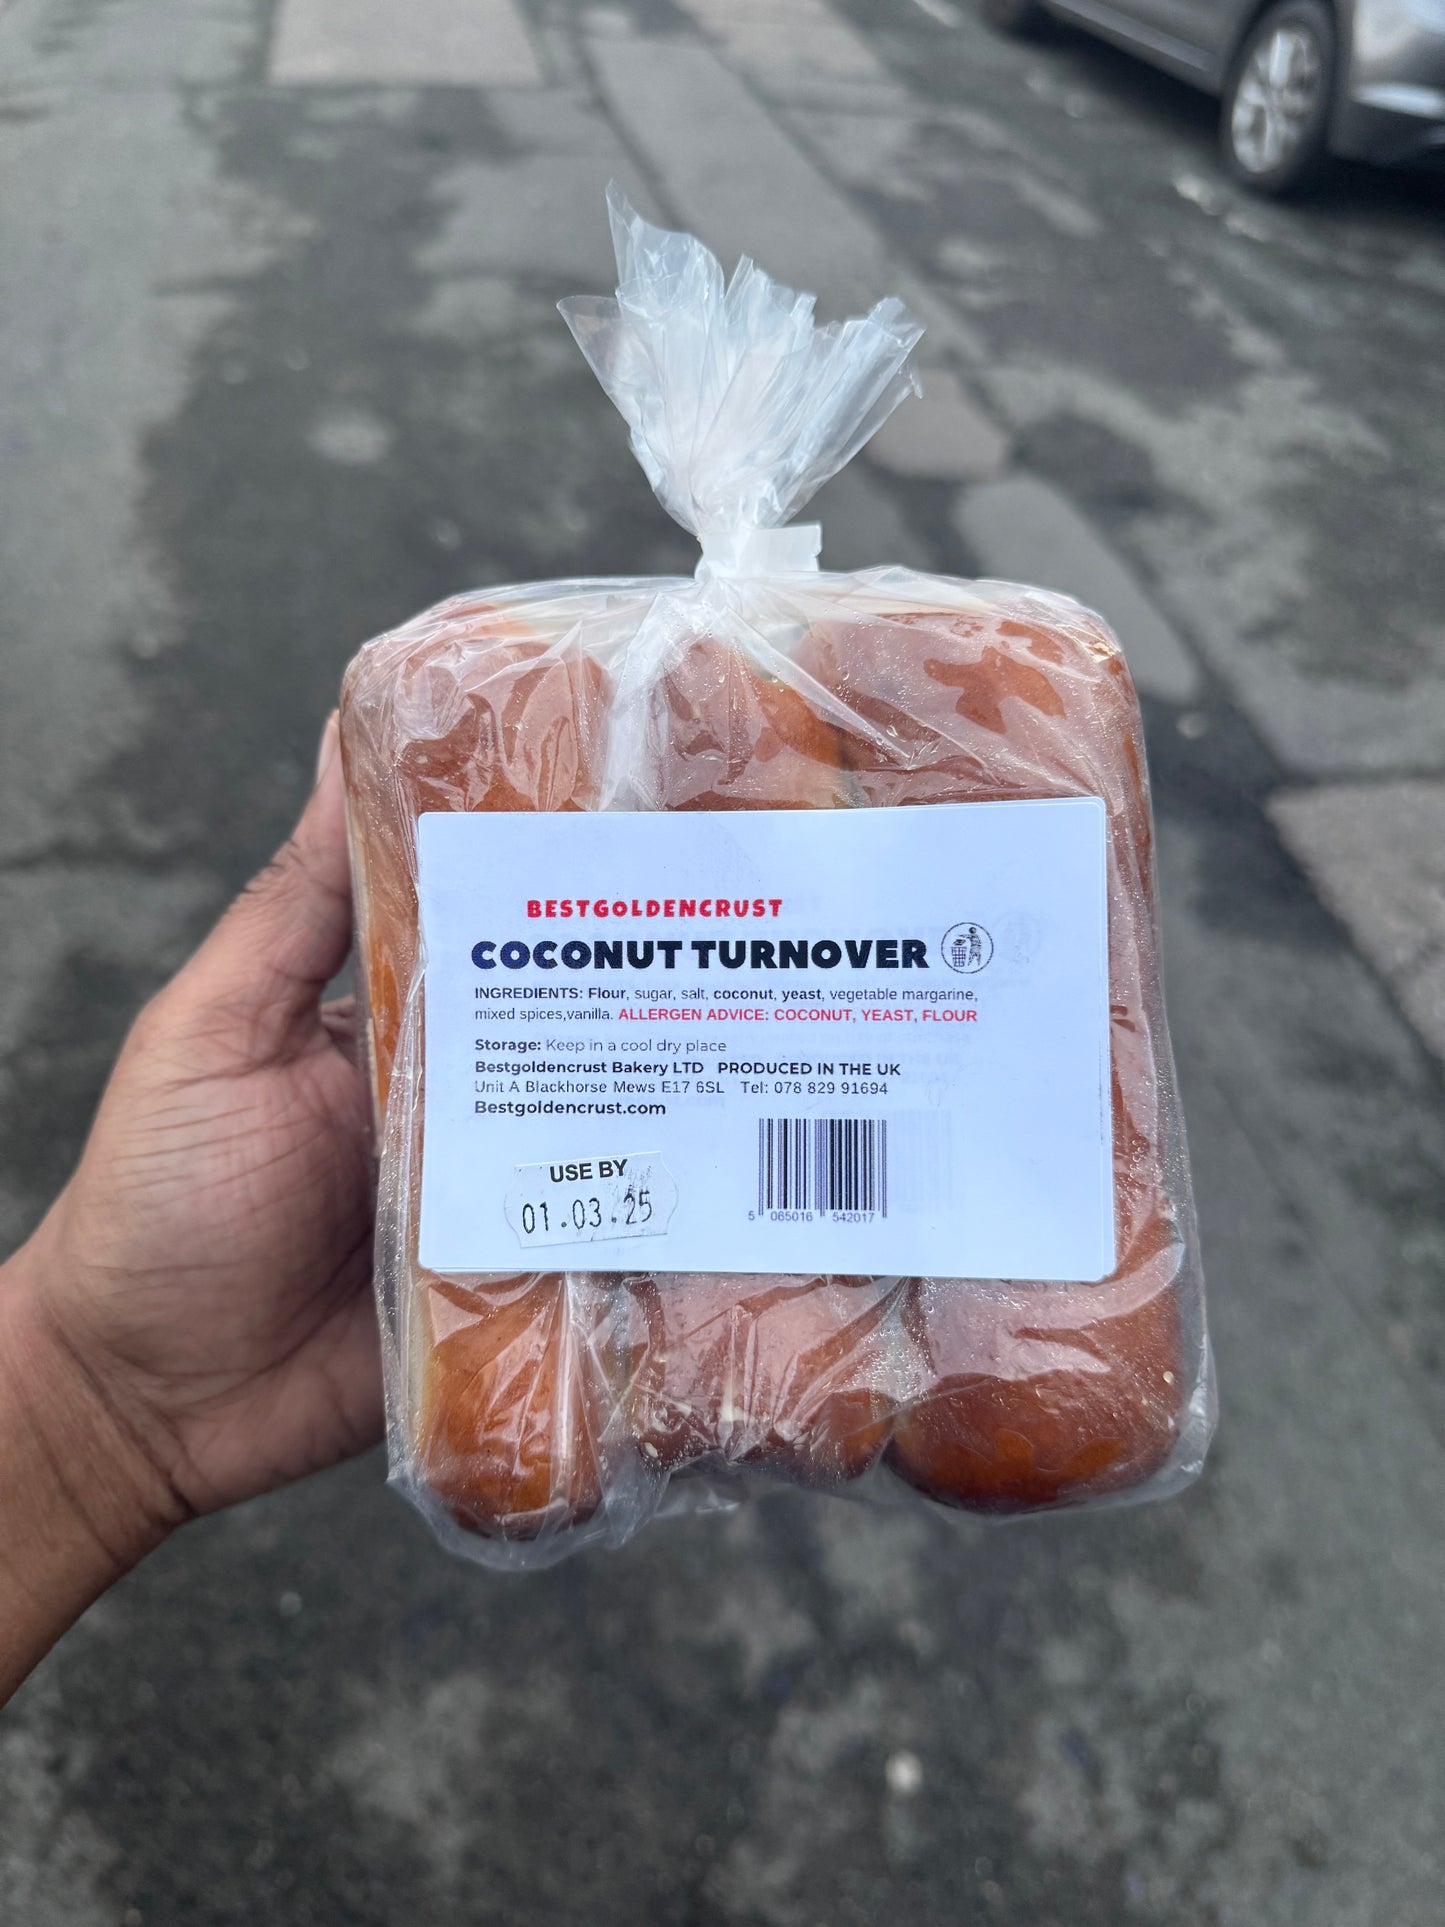 BESTGOLDENCRUST
COCONUT TURNOVER
INGREDIENTS: Flour, sugar, salt, coconut, yeast, vegetable margarine,
mixed spices,vanilla. ALLERGEN ADVICE: COCONUT, YEAST, FLOUR
Storage: Keep in a cool dry place
Bestgoldencrust Bakery LTD PRODUCED IN THE UK
Unit A Blackhorse Mews E17 6SL Tel: 078 829 91694
Bestgoldencrust.com
USE BY
01.03.25
5 065016 542017